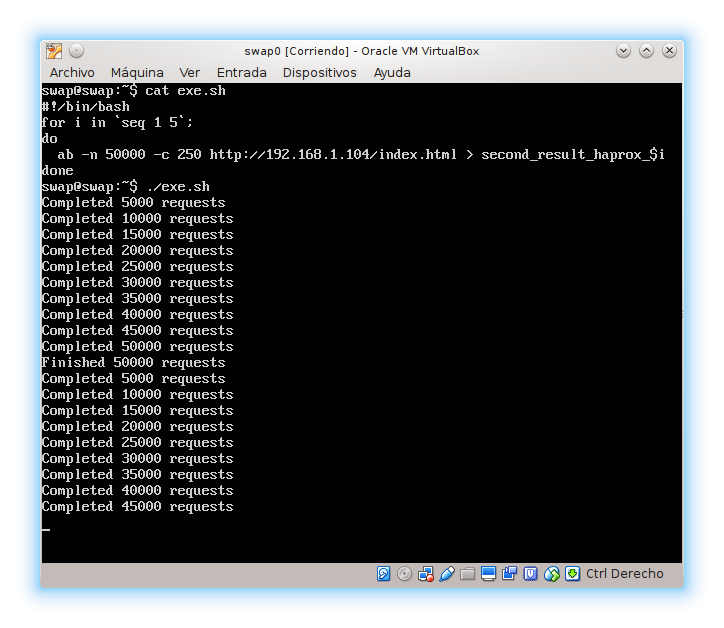 swap0 [Corriendo] - Oracle VM VirtualBox
Archivo Máquina Ver Entrada Dispositivos Ayuda
swap@swap:~$ cat exe.sh
#!/bin/bash
for i in `seq 1 5`;
do
  ab -n 50000 -c 250 http://192.168.1.104/index.html > second_result_haprox_$i
done
swap@swap:~$ ./exe.sh
Completed 5000 requests
Completed 10000 requests
Completed 15000 requests
Completed 20000 requests
Completed 25000 requests
Completed 30000 requests
Completed 35000 requests
Completed 40000 requests
Completed 45000 requests
Completed 50000 requests
Finished 50000 requests
Completed 5000 requests
Completed 10000 requests
Completed 15000 requests
Completed 20000 requests
Completed 25000 requests
Completed 30000 requests
Completed 35000 requests
Completed 40000 requests
Completed 45000 requests
Ctrl Derecho